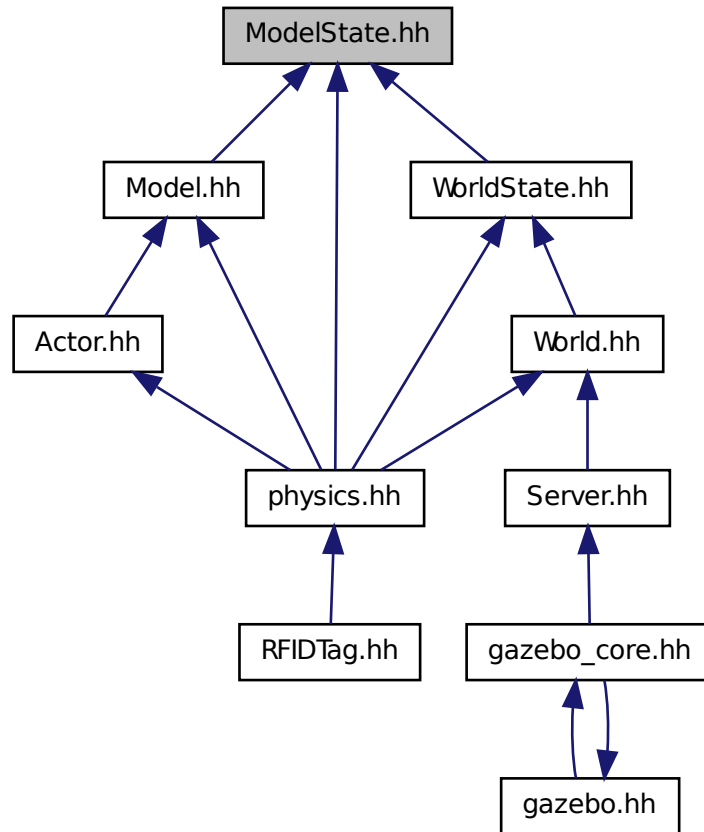 ModelState.hh
Model.hh
WorldState.hh
Actor.hh
World.hh
physics.hh
Server.hh
RFIDTag.hh
gazebo_core.hh
gazebo.hh